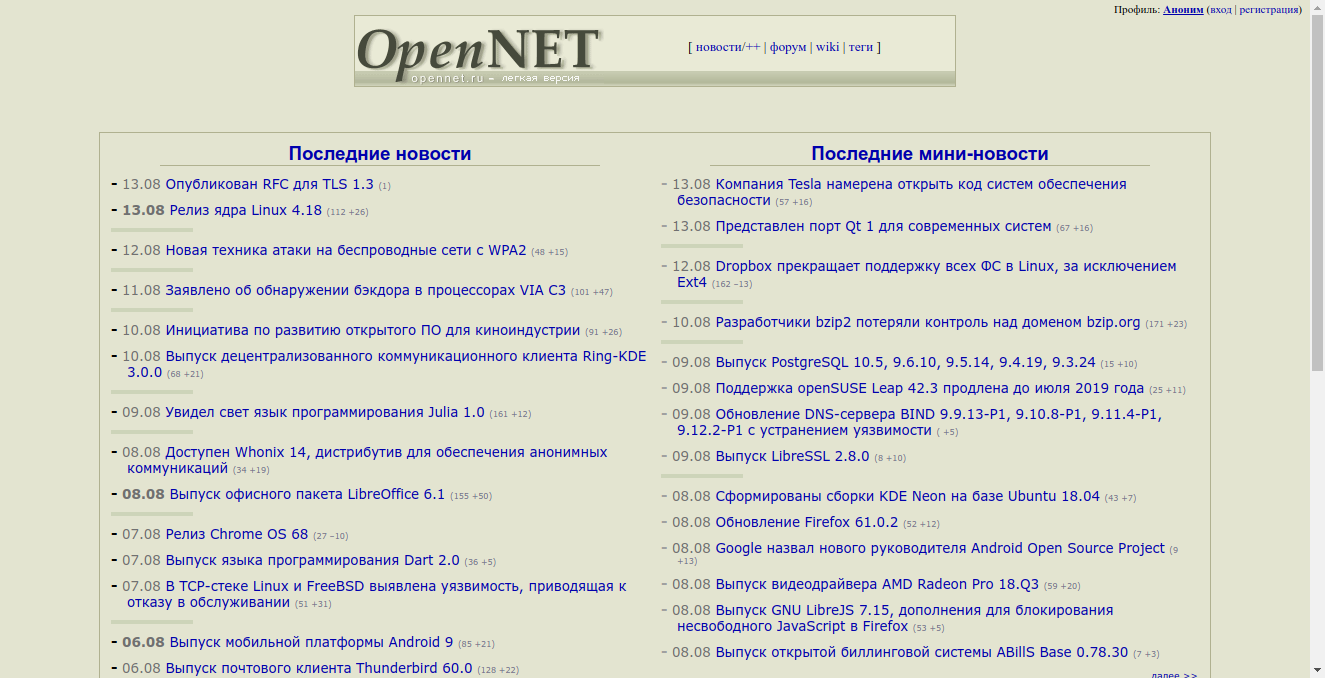 Профиль: Аноним (вход | регистрация)
OpenNET
opennet.ru – легкая версия
[ новости/++ | форум | wiki | теги ]
Последние новости
- 13.08 Опубликован RFC для TLS 1.3 (1)
- 13.08 Релиз ядра Linux 4.18 (112 +26)
- 12.08 Новая техника атаки на беспроводные сети с WPA2 (48 +15)
- 11.08 Заявлено об обнаружении бэкдора в процессорах VIA C3 (101 +47)
- 10.08 Инициатива по развитию открытого ПО для киноиндустрии (91 +26)
- 10.08 Выпуск децентрализованного коммуникационного клиента Ring-KDE
3.0.0 (68 +21)
- 09.08 Увидел свет язык программирования Julia 1.0 (161 +12)
- 08.08 Доступен Whonix 14, дистрибутив для обеспечения анонимных
коммуникаций (34 +19)
- 08.08 Выпуск офисного пакета LibreOffice 6.1 (155 +50)
- 07.08 Релиз Chrome OS 68 (27 –10)
- 07.08 Выпуск языка программирования Dart 2.0 (36 +5)
- 07.08 В TCP-стеке Linux и FreeBSD выявлена уязвимость, приводящая к
отказу в обслуживании (51 +31)
- 06.08 Выпуск мобильной платформы Android 9 (85 +21)
- 06.08 Выпуск почтового клиента Thunderbird 60.0 (128 +22)
Последние мини-новости
- 13.08 Компания Tesla намерена открыть код систем обеспечения
безопасности (57 +16)
- 13.08 Представлен порт Qt 1 для современных систем (67 +16)
- 12.08 Dropbox прекращает поддержку всех ФС в Linux, за исключением
Ext4 (162 –13)
- 10.08 Разработчики bzip2 потеряли контроль над доменом bzip.org (171 +23)
- 09.08 Выпуск PostgreSQL 10.5, 9.6.10, 9.5.14, 9.4.19, 9.3.24 (15 +10)
- 09.08 Поддержка openSUSE Leap 42.3 продлена до июля 2019 года (25 +11)
- 09.08 Обновление DNS-сервера BIND 9.9.13-P1, 9.10.8-P1, 9.11.4-P1,
9.12.2-P1 с устранением уязвимости ( +5)
- 09.08 Выпуск LibreSSL 2.8.0 (8 +10)
- 08.08 Сформированы сборки KDE Neon на базе Ubuntu 18.04 (43 +7)
- 08.08 Обновление Firefox 61.0.2 (52 +12)
- 08.08 Google назвал нового руководителя Android Open Source Project (9
+13)
- 08.08 Выпуск видеодрайвера AMD Radeon Pro 18.Q3 (59 +20)
- 08.08 Выпуск GNU LibreJS 7.15, дополнения для блокирования
несвободного JavaScript в Firefox (53 +5)
- 08.08 Выпуск открытой биллинговой системы ABillS Base 0.78.30 (7 +3)
далее >>